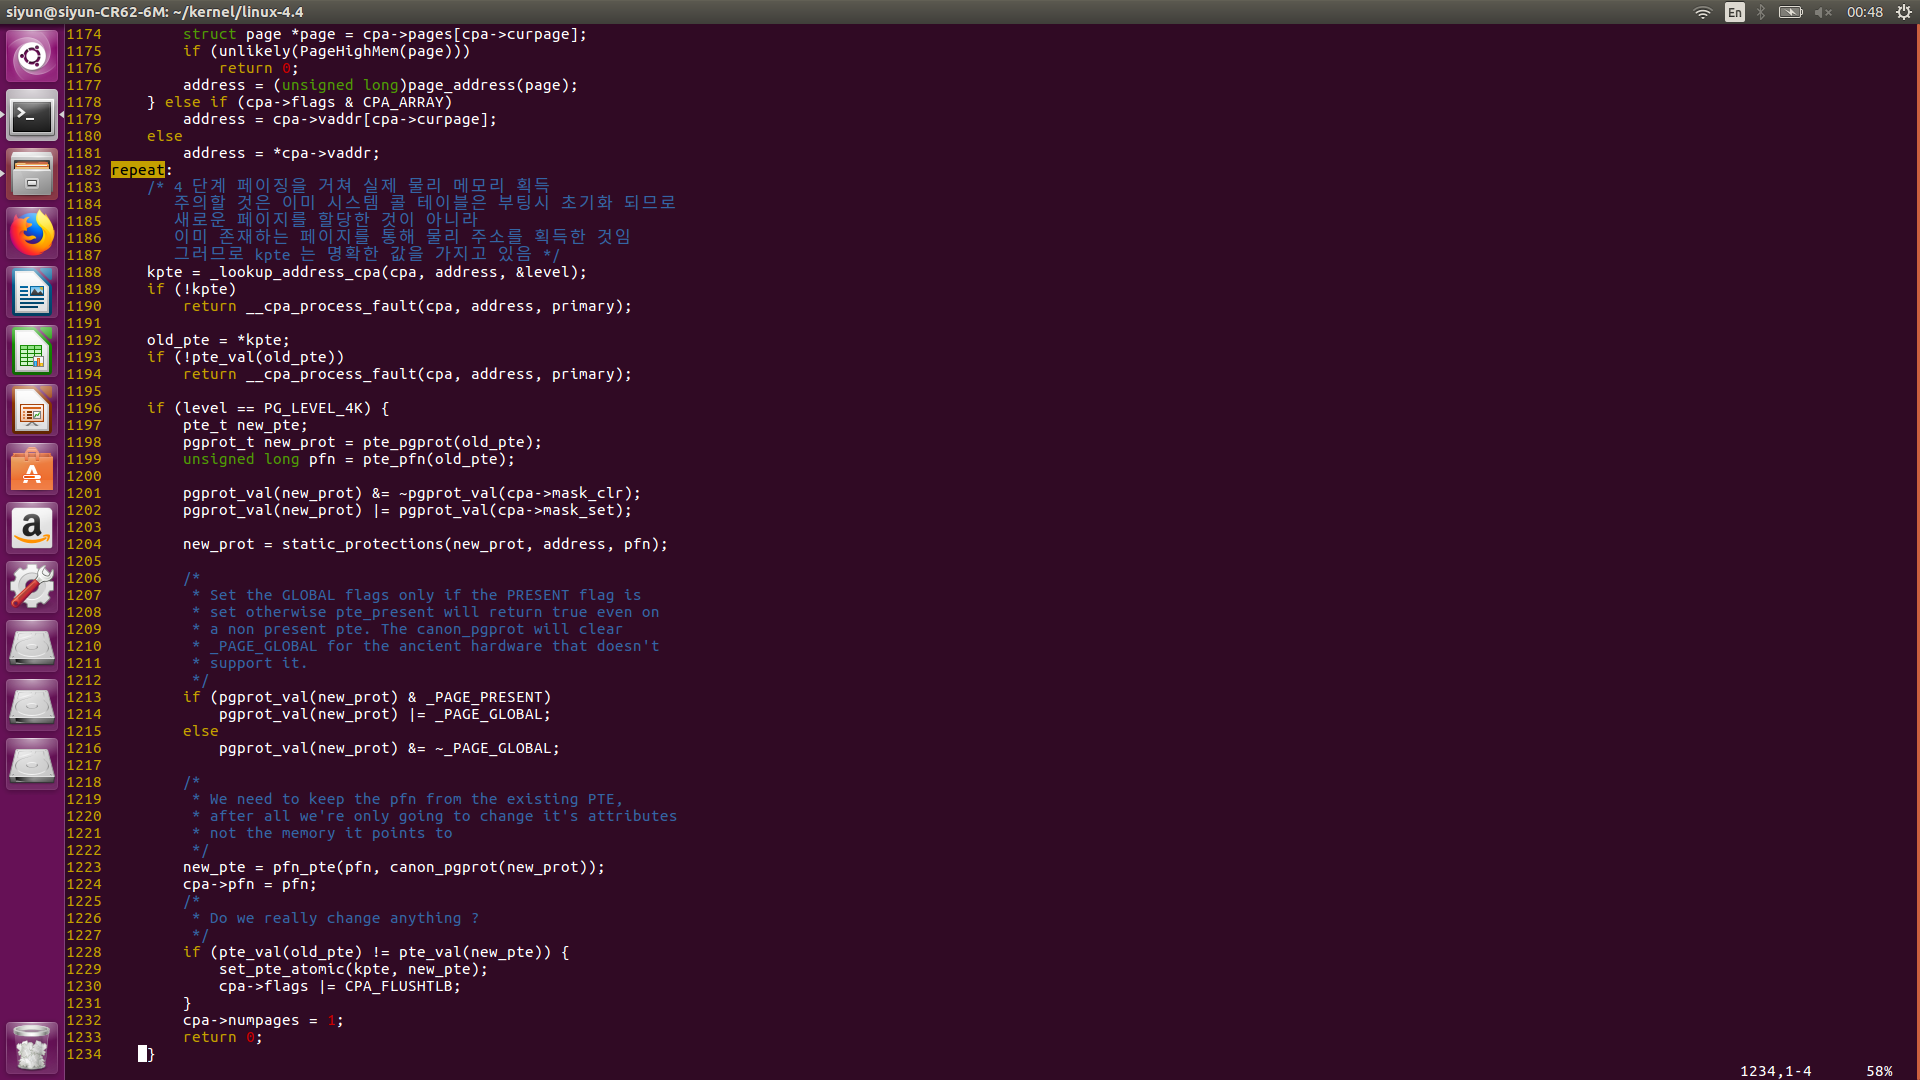 siyun@siyun-CR62-6M: ~/kernel/linux-4.4
En
00:48
1174             struct page *page = cpa->pages[cpa->curpage];
1175             if (unlikely(PageHighMem(page)))
1176                 return 0;
1177             address = (unsigned long)page_address(page);
1178         } else if (cpa->flags & CPA_ARRAY)
1179             address = cpa->vaddr[cpa->curpage];
1180         else
1181             address = *cpa->vaddr;
1182 repeat:
1183     /* 4 단계 페이징을 거쳐 실제 물리 메모리 획득
1184        주의할 것은 이미 시스템 콜 테이블은 부팅시 초기화 되므로
1185        새로운 페이지를 할당한 것이 아니라
1186        이미 존재하는 페이지를 통해 물리 주소를 획득한 것임
1187        그러므로 kpte 는 명확한 값을 가지고 있음 */
1188     kpte = _lookup_address_cpa(cpa, address, &level);
1189     if (!kpte)
1190         return __cpa_process_fault(cpa, address, primary);
1191
1192     old_pte = *kpte;
1193     if (!pte_val(old_pte))
1194         return __cpa_process_fault(cpa, address, primary);
1195
1196     if (level == PG_LEVEL_4K) {
1197         pte_t new_pte;
1198         pgprot_t new_prot = pte_pgprot(old_pte);
1199         unsigned long pfn = pte_pfn(old_pte);
1200
1201         pgprot_val(new_prot) &= ~pgprot_val(cpa->mask_clr);
1202         pgprot_val(new_prot) |= pgprot_val(cpa->mask_set);
1203
1204         new_prot = static_protections(new_prot, address, pfn);
1205
1206         /*
1207          * Set the GLOBAL flags only if the PRESENT flag is
1208          * set otherwise pte_present will return true even on
1209          * a non present pte. The canon_pgprot will clear
1210          * _PAGE_GLOBAL for the ancient hardware that doesn't
1211          * support it.
1212          */
1213         if (pgprot_val(new_prot) & _PAGE_PRESENT)
1214             pgprot_val(new_prot) |= _PAGE_GLOBAL;
1215         else
1216             pgprot_val(new_prot) &= ~_PAGE_GLOBAL;
1217
1218         /*
1219          * We need to keep the pfn from the existing PTE,
1220          * after all we're only going to change it's attributes
1221          * not the memory it points to
1222          */
1223         new_pte = pfn_pte(pfn, canon_pgprot(new_prot));
1224         cpa->pfn = pfn;
1225         /*
1226          * Do we really change anything ?
1227          */
1228         if (pte_val(old_pte) != pte_val(new_pte)) {
1229             set_pte_atomic(kpte, new_pte);
1230             cpa->flags |= CPA_FLUSHTLB;
1231         }
1232         cpa->numpages = 1;
1233         return 0;
1234     }
1234,1-4
58%